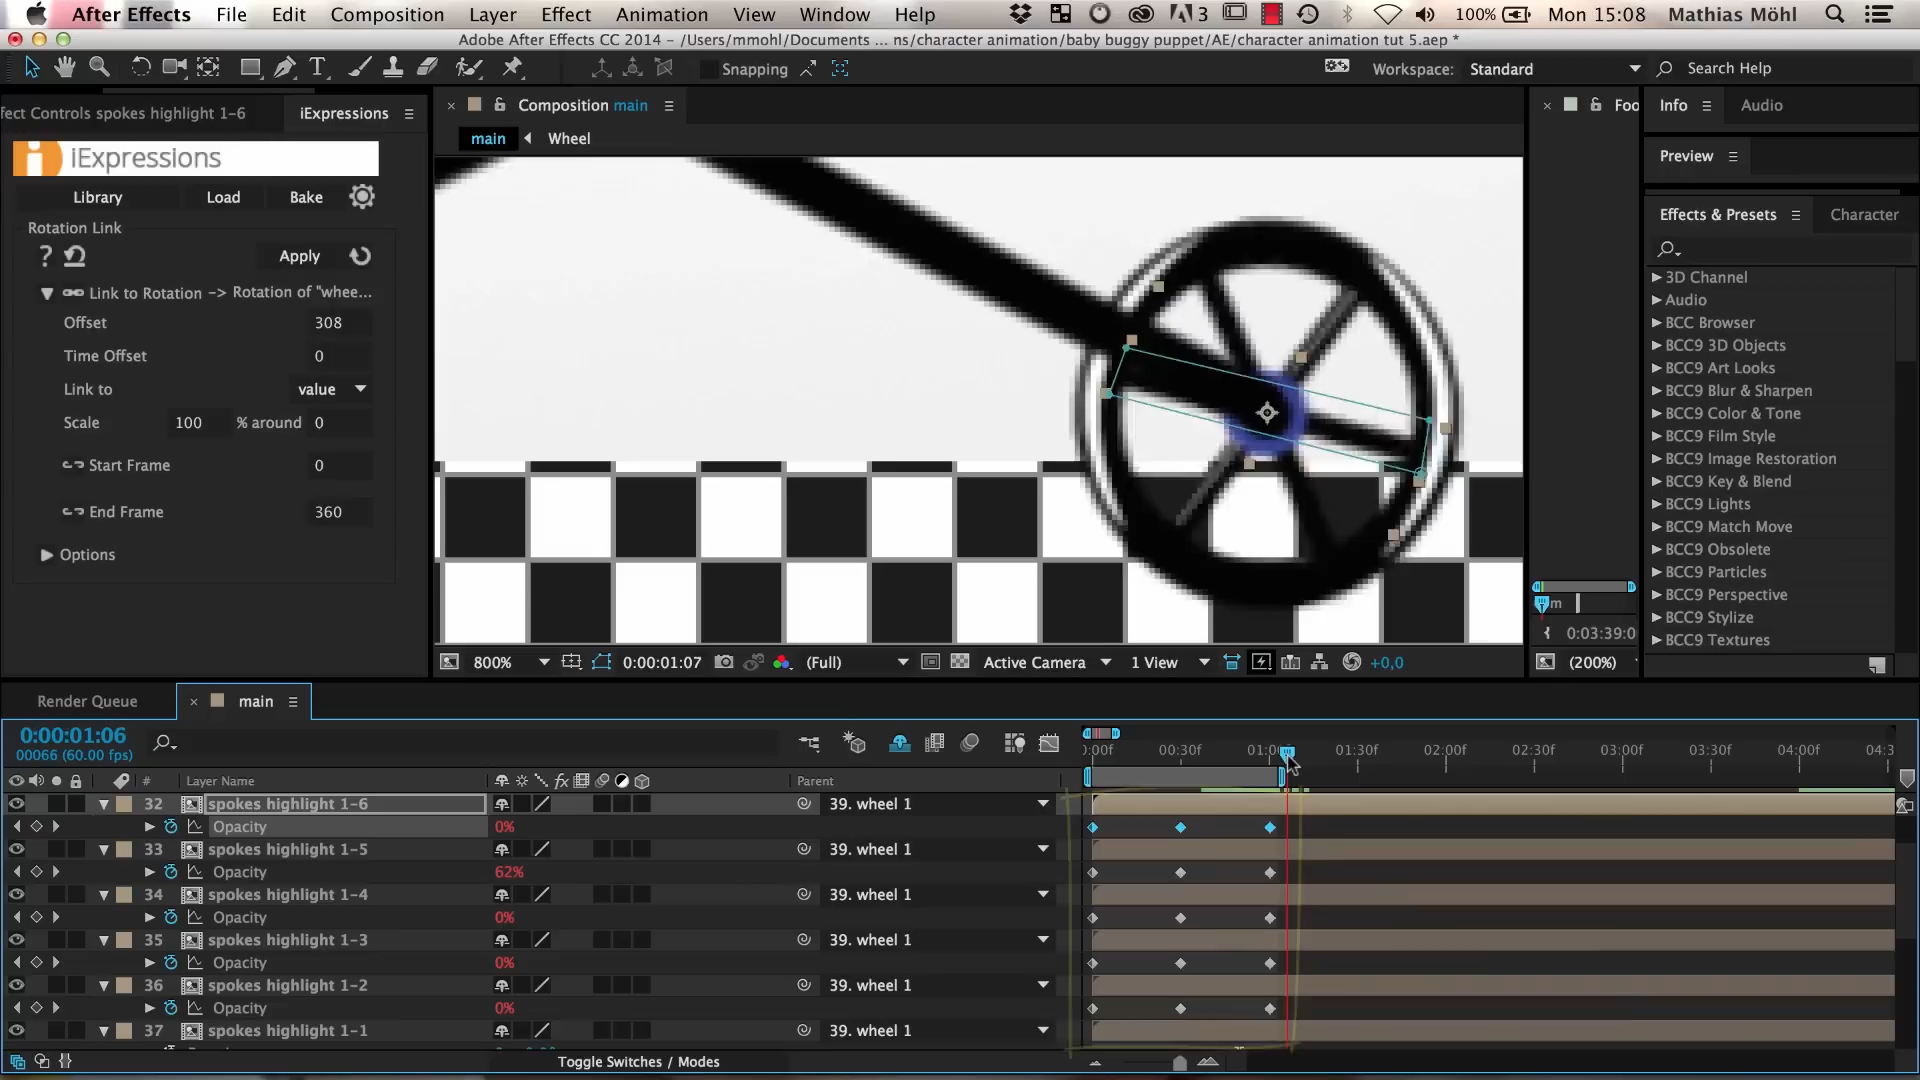 After Effects File Edit Composition Layer Effect Animation View Window Help 3 100% Mon 15:08 Mathias Möhl
Adobe After Effects CC 2014 - /Users/mmohl/Documents ... ns/character animation/baby buggy puppet/AE/character animation tut 5.aep *
T Snapping Workspace: Standard Search Help
fect Controls spokes highlight 1-6 iExpressions Composition main Foo Info Audio
main Wheel
iExpressions Preview
Library Load Bake
Rotation Link Effects & Presets Character
? Apply
Link to Rotation -> Rotation of "whee...
Offset 308
Time Offset 0
Link to value
Scale 100 % around 0
Start Frame 0
End Frame 360
Options
3D Channel
Audio
BCC Browser
BCC9 3D Objects
BCC9 Art Looks
BCC9 Blur & Sharpen
BCC9 Color & Tone
BCC9 Film Style
BCC9 Image Restoration
BCC9 Key & Blend
BCC9 Lights
BCC9 Match Move
BCC9 Obsolete
BCC9 Particles
BCC9 Perspective
BCC9 Stylize
BCC9 Textures
m
0:03:39:0
800% 0:00:01:07 (Full) Active Camera 1 View +0,0 (200%)
Render Queue main
0:00:01:06
00066 (60.00 fps)
):00f 00:30f 01:00 01:30f 02:00f 02:30f 03:00f 03:30f 04:00f 04:3
# Layer Name fx Parent
32 spokes highlight 1-6 39. wheel 1
Opacity 0%
33 spokes highlight 1-5 39. wheel 1
Opacity 62%
34 spokes highlight 1-4 39. wheel 1
Opacity 0%
35 spokes highlight 1-3 39. wheel 1
Opacity 0%
36 spokes highlight 1-2 39. wheel 1
Opacity 0%
37 spokes highlight 1-1 39. wheel 1
Toggle Switches / Modes